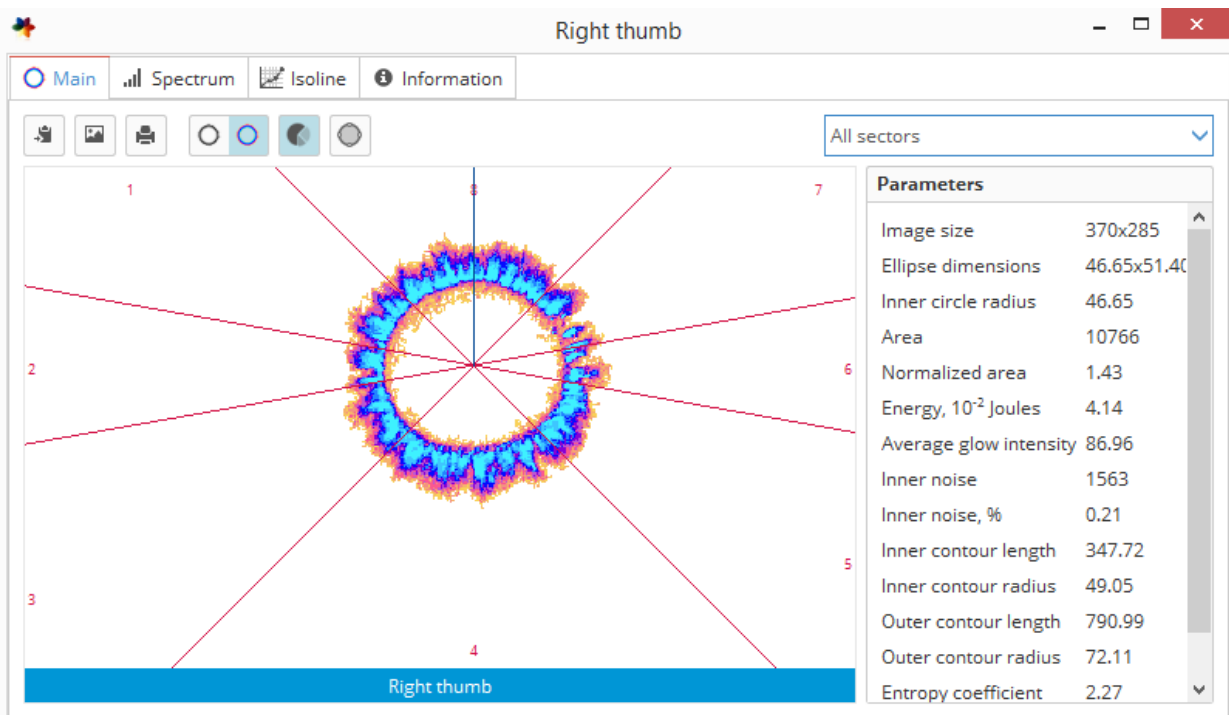 Right thumb
Main Spectrum Isoline Information
All sectors
1 8 7
2 6
3 5
4
Right thumb
Parameters
Image size 370x285
Ellipse dimensions 46.65x51.40
Inner circle radius 46.65
Area 10766
Normalized area 1.43
Energy, 10⁻² Joules 4.14
Average glow intensity 86.96
Inner noise 1563
Inner noise, % 0.21
Inner contour length 347.72
Inner contour radius 49.05
Outer contour length 790.99
Outer contour radius 72.11
Entropy coefficient 2.27